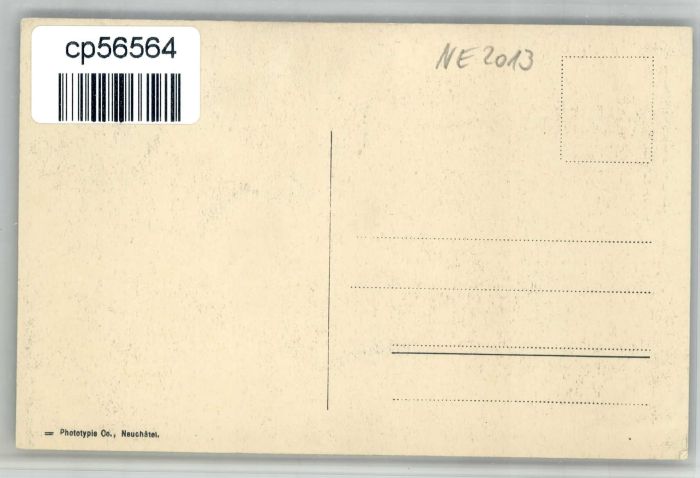 cp56564
NE 2013
= Phototypie Co., Neuchâtel.